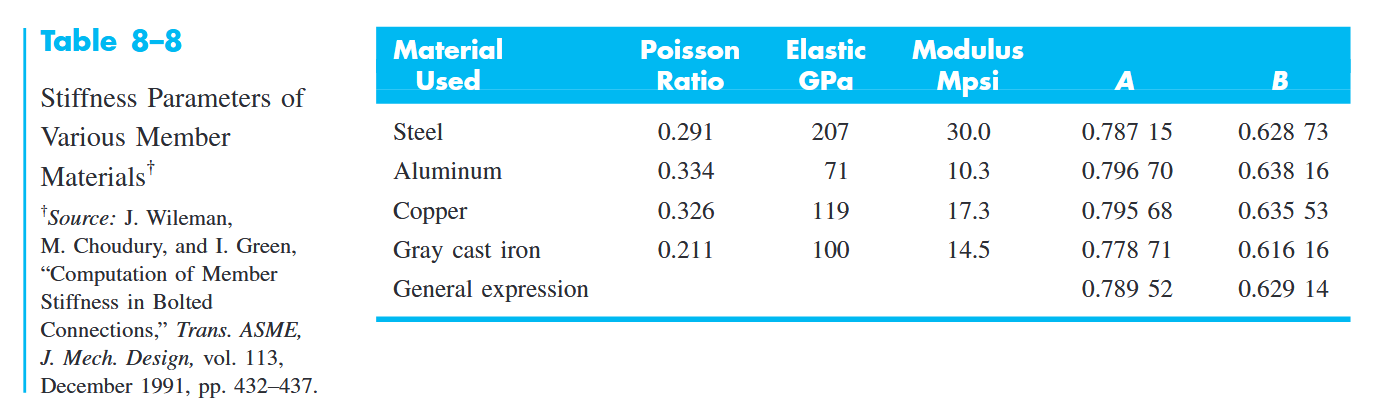 Table 8–8
Stiffness Parameters of
Various Member
Materials†
†Source: J. Wileman,
M. Choudury, and I. Green,
“Computation of Member
Stiffness in Bolted
Connections,” Trans. ASME,
J. Mech. Design, vol. 113,
December 1991, pp. 432–437.
Material Poisson Elastic Modulus
Used Ratio GPa Mpsi A B
Steel 0.291 207 30.0 0.787 15 0.628 73
Aluminum 0.334 71 10.3 0.796 70 0.638 16
Copper 0.326 119 17.3 0.795 68 0.635 53
Gray cast iron 0.211 100 14.5 0.778 71 0.616 16
General expression 0.789 52 0.629 14